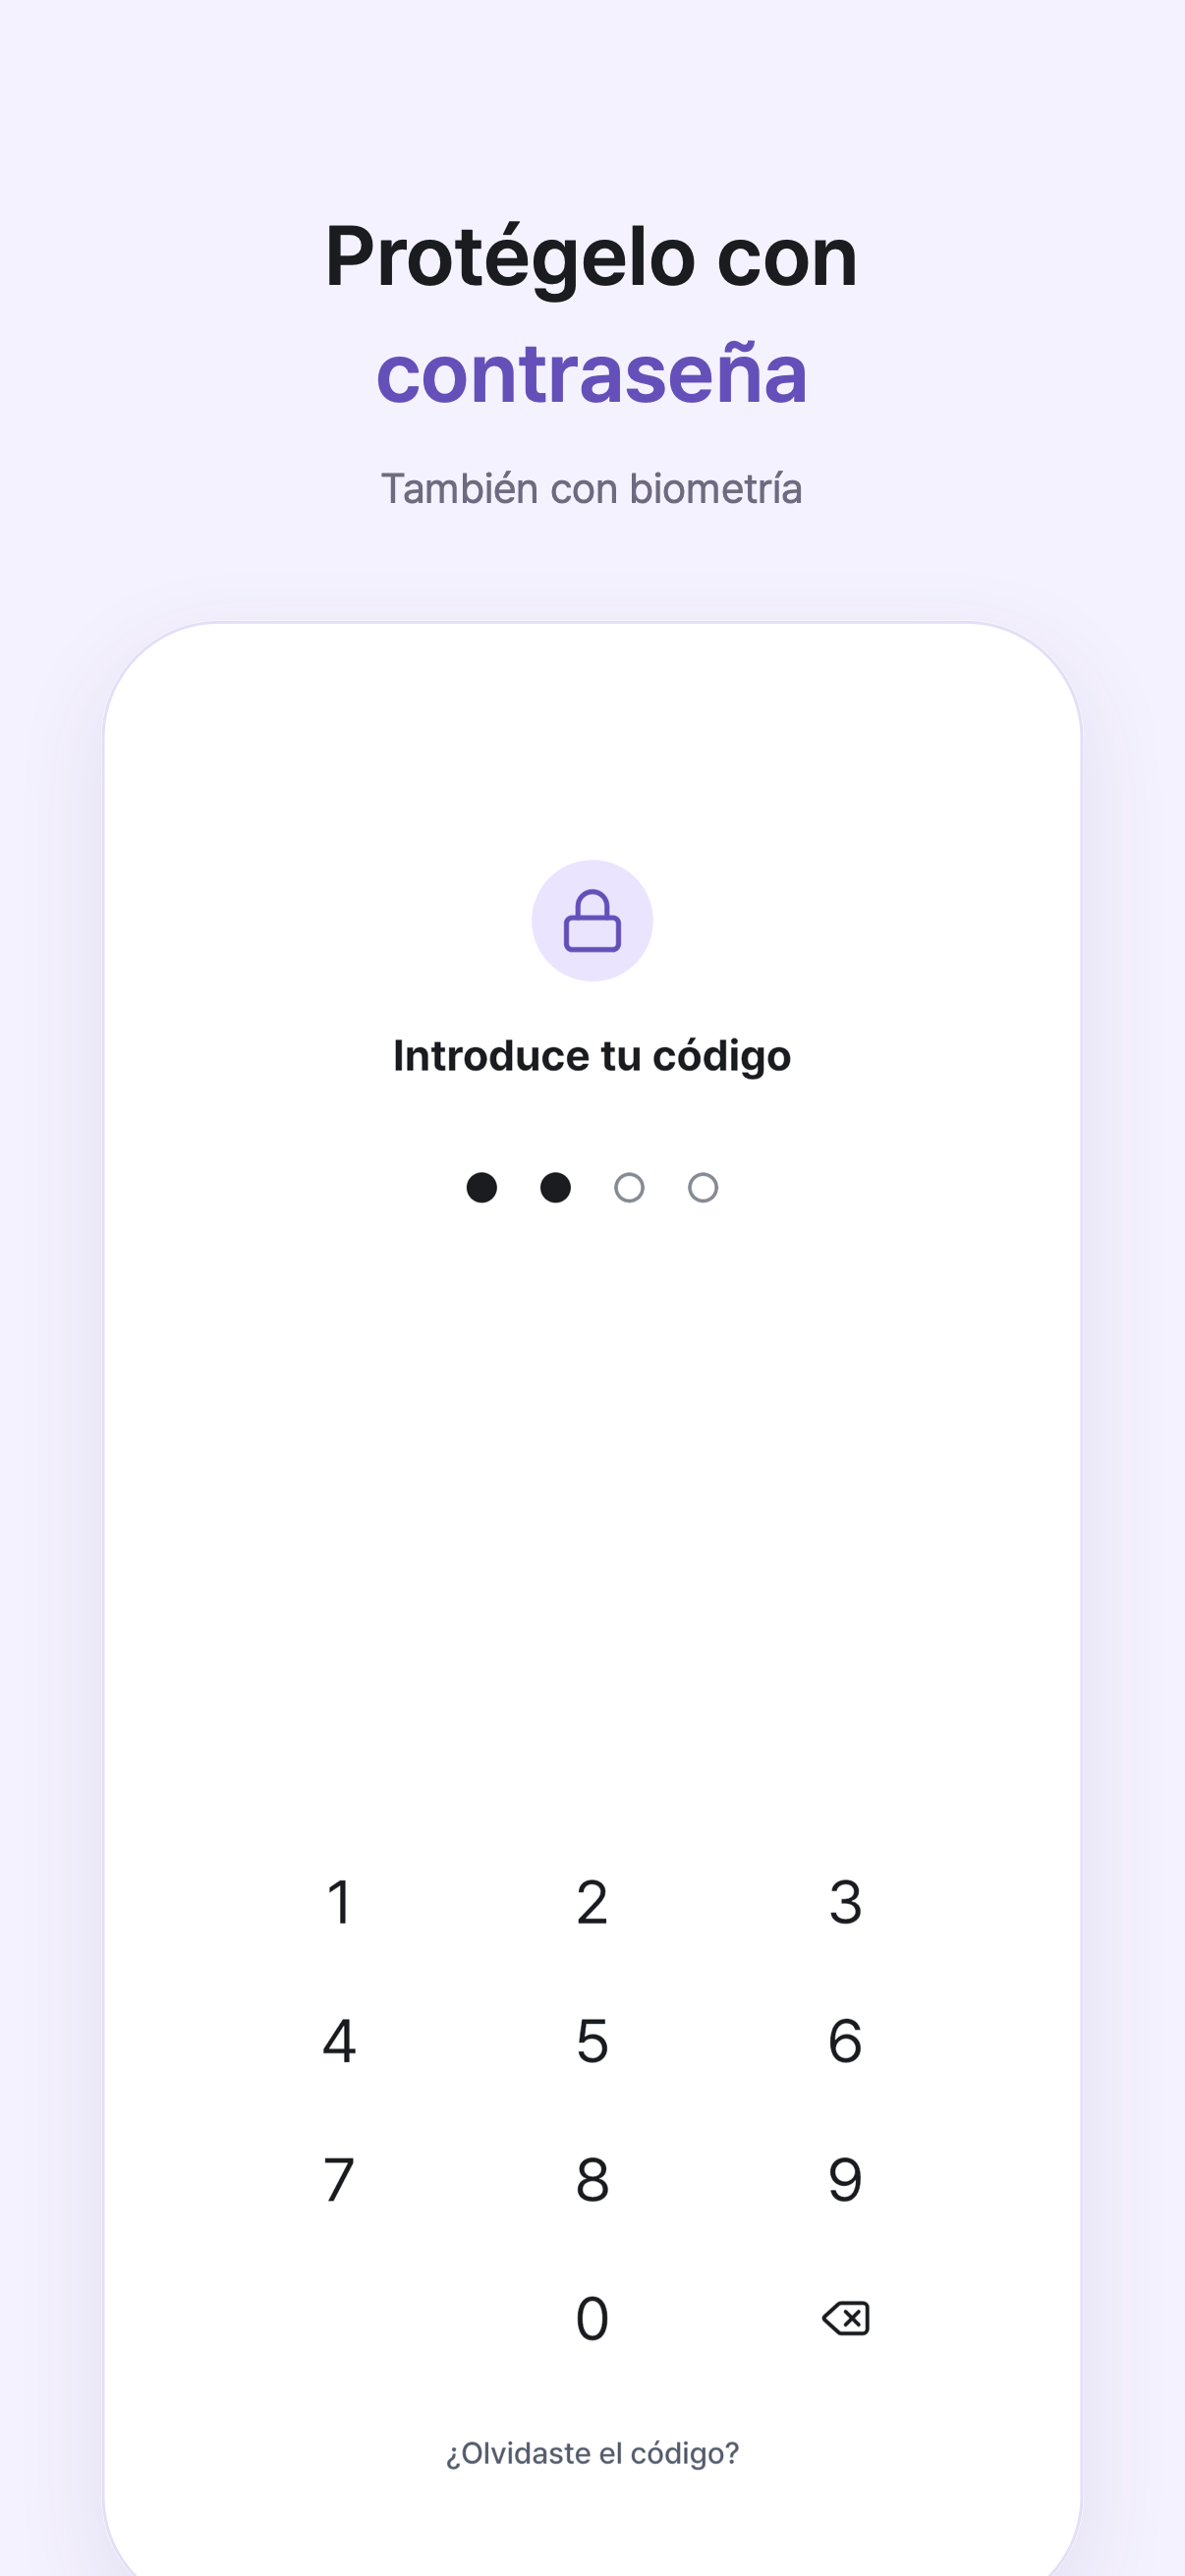 Protégelo con
contraseña
También con biometría
Introduce tu código
1 2 3
4 5 6
7 8 9
0
¿Olvidaste el código?